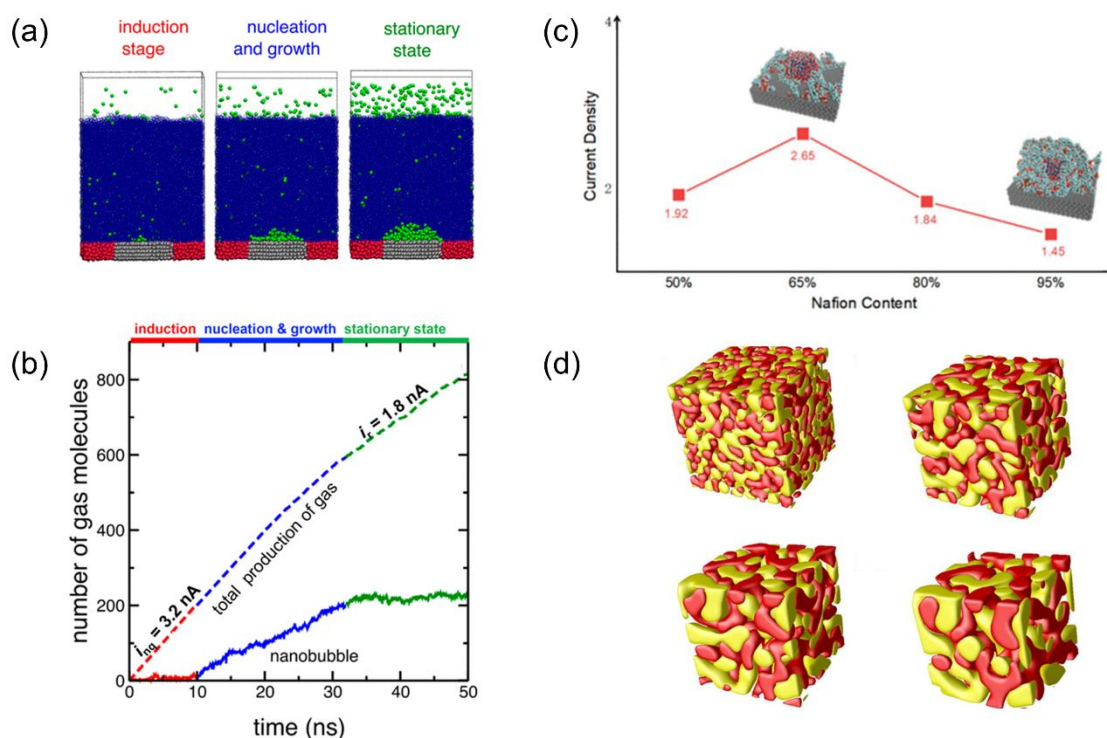 (a)
induction
stage
nucleation
and growth
stationary
state
(b)
induction
nucleation & growth
stationary state
number of gas molecules
800
600
400
200
0
i_nq = 3.2 nA
i_r = 1.8 nA
total production of gas
nanobubble
0 10 20 30 40 50
time (ns)
(c)
Current Density
4
2
1.92
2.65
1.84
1.45
50% 65% 80% 95%
Nafion Content
(d)